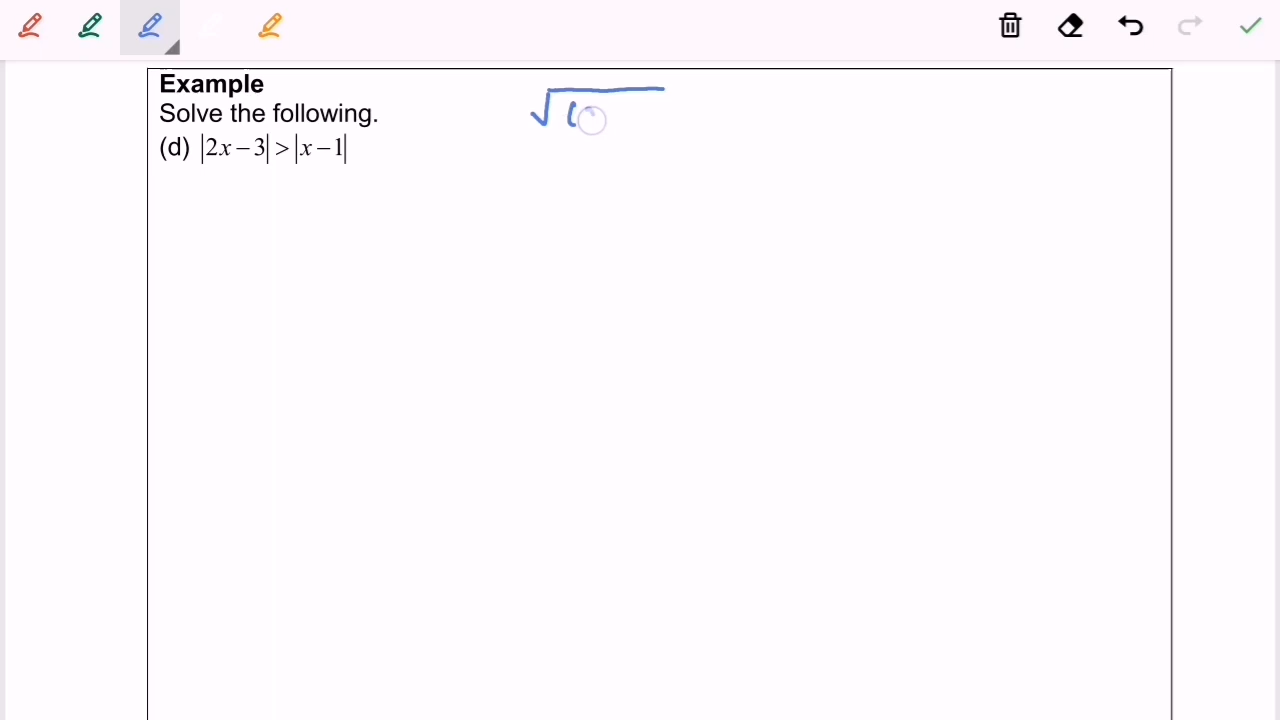 Example
Solve the following.
√(
(d) |2x − 3| > |x − 1|